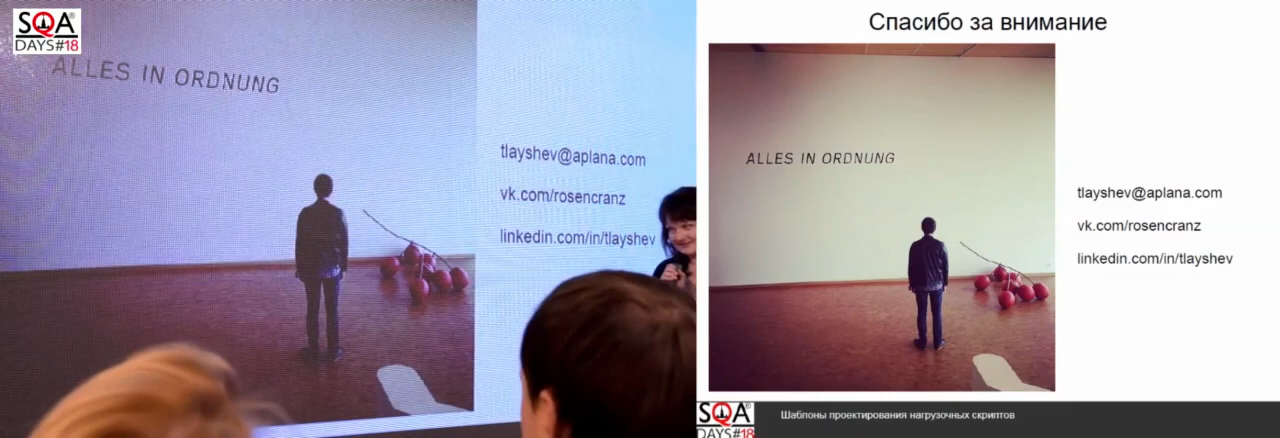 SQA®
DAYS#18
ALLES IN ORDNUNG
tlayshev@aplana.com
vk.com/rosencranz
linkedin.com/in/tlayshev
Спасибо за внимание
ALLES IN ORDNUNG
tlayshev@aplana.com
vk.com/rosencranz
linkedin.com/in/tlayshev
SQA®
DAYS#18
Шаблоны проектирования нагрузочных скриптов